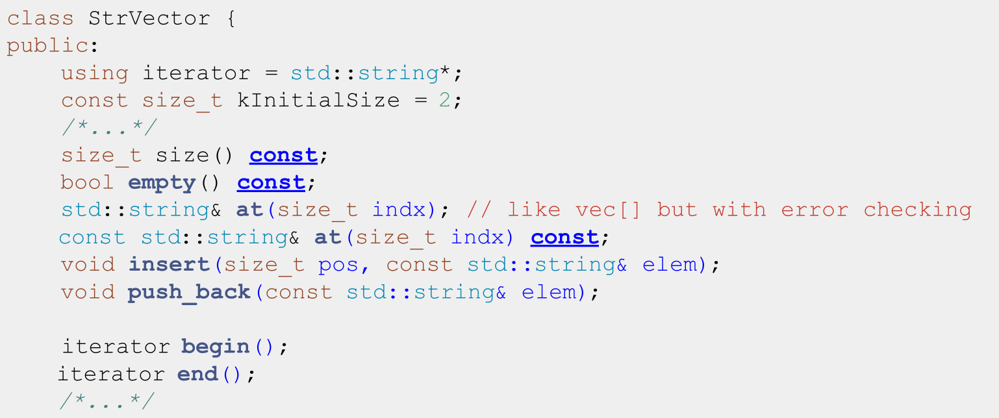 class StrVector {
public:
    using iterator = std::string*;
    const size_t kInitialSize = 2;
    /*...*/
    size_t size() const;
    bool empty() const;
    std::string& at(size_t indx); // like vec[] but with error checking
    const std::string& at(size_t indx) const;
    void insert(size_t pos, const std::string& elem);
    void push_back(const std::string& elem);

    iterator begin();
    iterator end();
    /*...*/